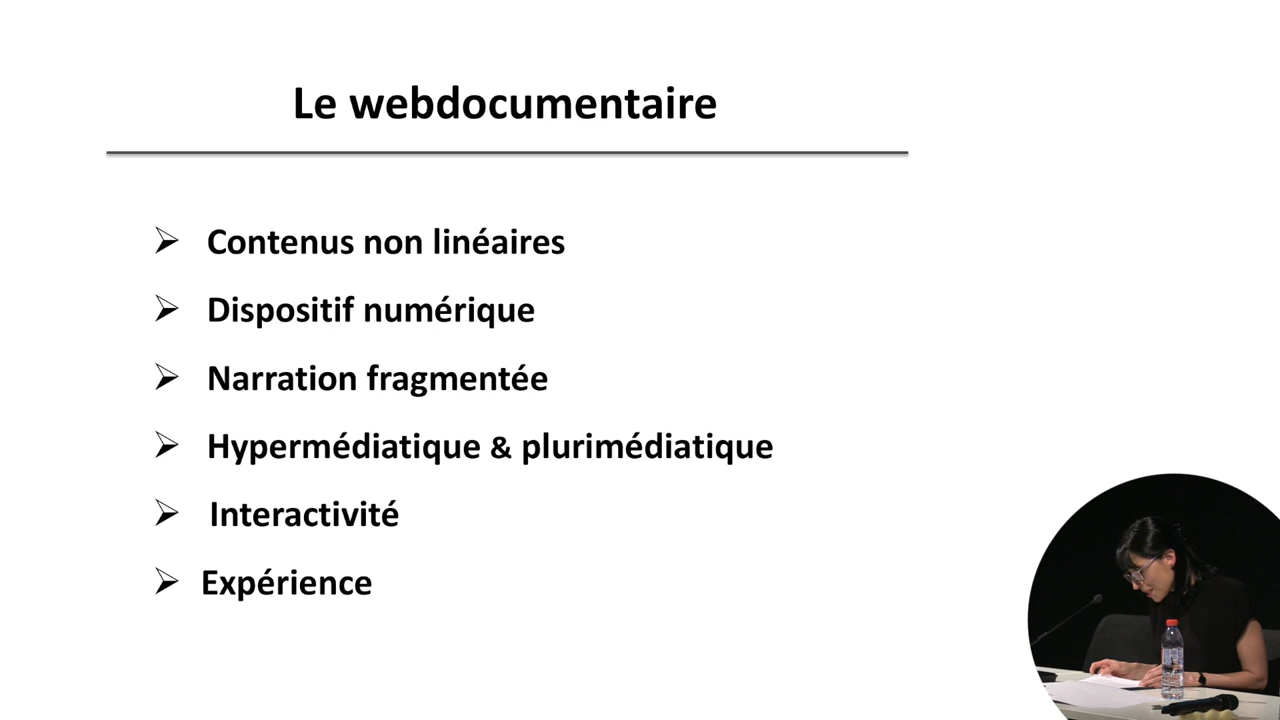 Le webdocumentaire
Contenus non linéaires
Dispositif numérique
Narration fragmentée
Hypermédiatique & plurimédiatique
Interactivité
Expérience